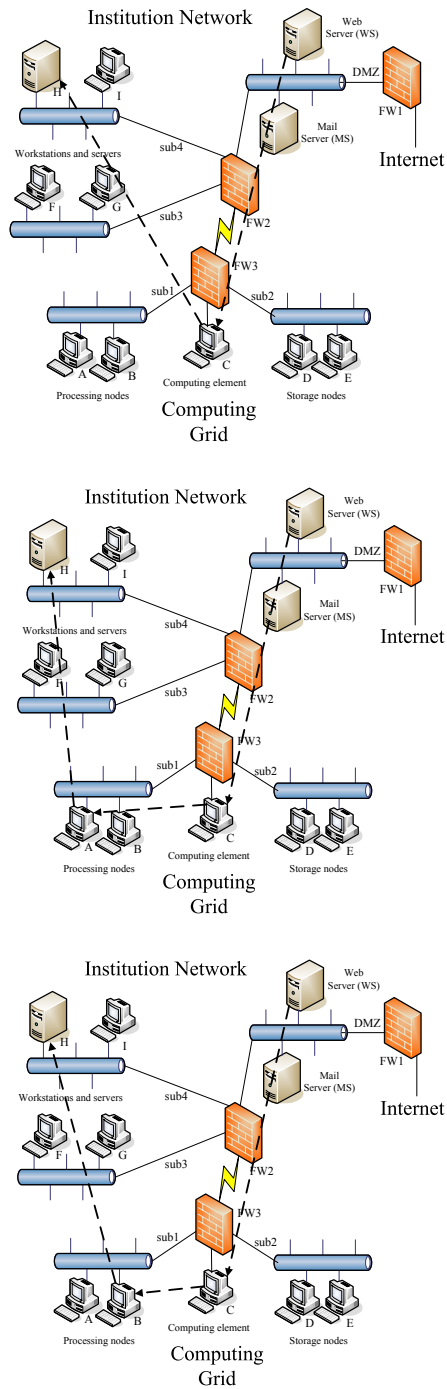 Institution Network
Web
Server (WS)
DMZ
H
I
FW1
Mail
Server (MS)
Internet
Workstations and servers
sub4
F
G
sub3
FW2
FW3
sub1
sub2
A
B
C
D
E
Processing nodes
Computing element
Storage nodes
Computing
Grid
Institution Network
Web
Server (WS)
DMZ
H
I
FW1
Mail
Server (MS)
Internet
Workstations and servers
sub4
F
G
sub3
FW2
FW3
sub1
sub2
A
B
C
D
E
Processing nodes
Computing element
Storage nodes
Computing
Grid
Institution Network
Web
Server (WS)
DMZ
H
I
FW1
Mail
Server (MS)
Internet
Workstations and servers
sub4
F
G
sub3
FW2
FW3
sub1
sub2
A
B
C
D
E
Processing nodes
Computing element
Storage nodes
Computing
Grid